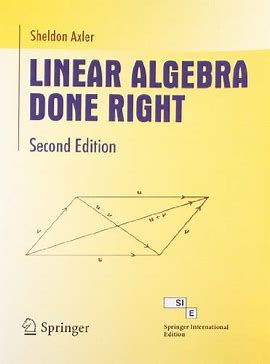 Sheldon Axler
LINEAR ALGEBRA
DONE RIGHT
Second Edition
u
v
u + v
v
v
u
SI
E
Springer
Springer International
Edition